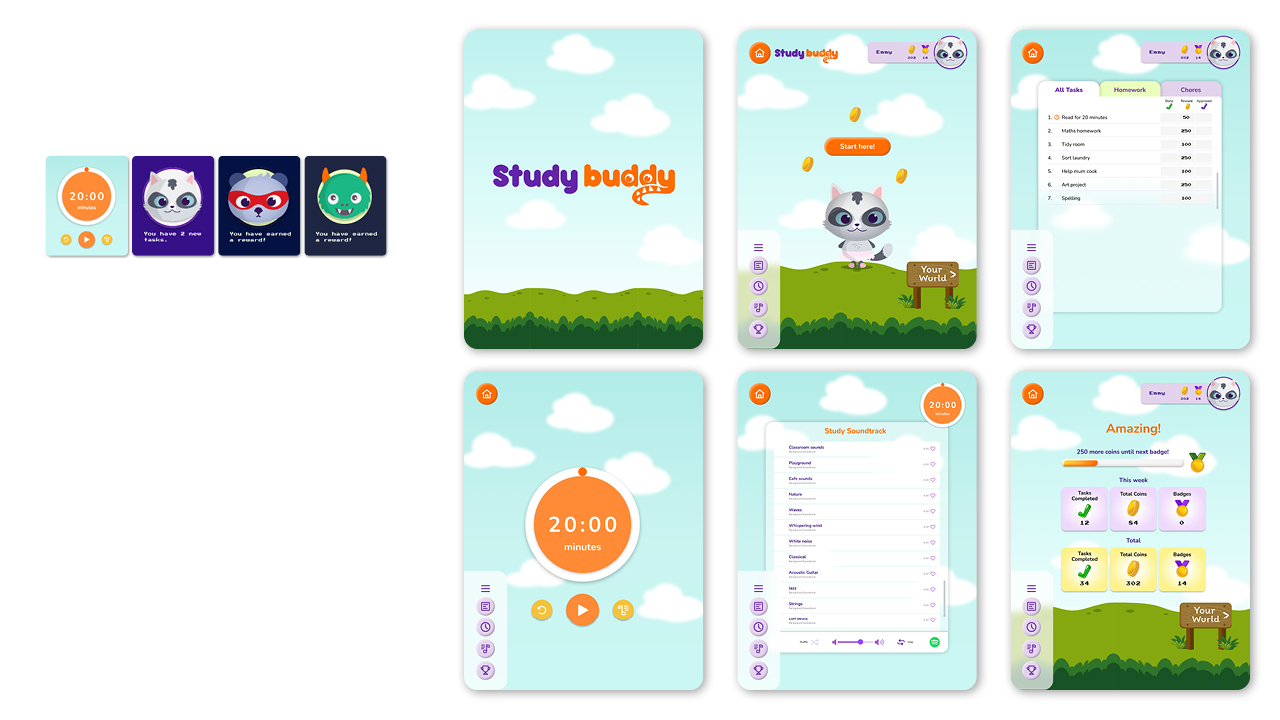 20:00
minutes
You have 2 new
tasks.
You have earned
a reward!
You have earned
a reward!
Study buddy
Study buddy
Emmy
302
14
Start here!
Your
World >
Emmy
302
14
All Tasks
Homework
Chores
Done
Reward
Approved
1. Read for 20 minutes 50
2. Maths homework 250
3. Tidy room 100
4. Sort laundry 250
5. Help mum cook 100
6. Art project 250
7. Spelling 100
20:00
minutes
20:00
minutes
Study Soundtrack
Classroom sounds
Playground
Cafe sounds
Nature
Waves
Whispering wind
White noise
Classical
Acoustic Guitar
Jazz
Strings
Emmy
302
14
Amazing!
250 more coins until next badge!
This week
Tasks
Completed
12
Total Coins
84
Badges
0
Total
Tasks
Completed
34
Total Coins
302
Badges
14
Your
World >